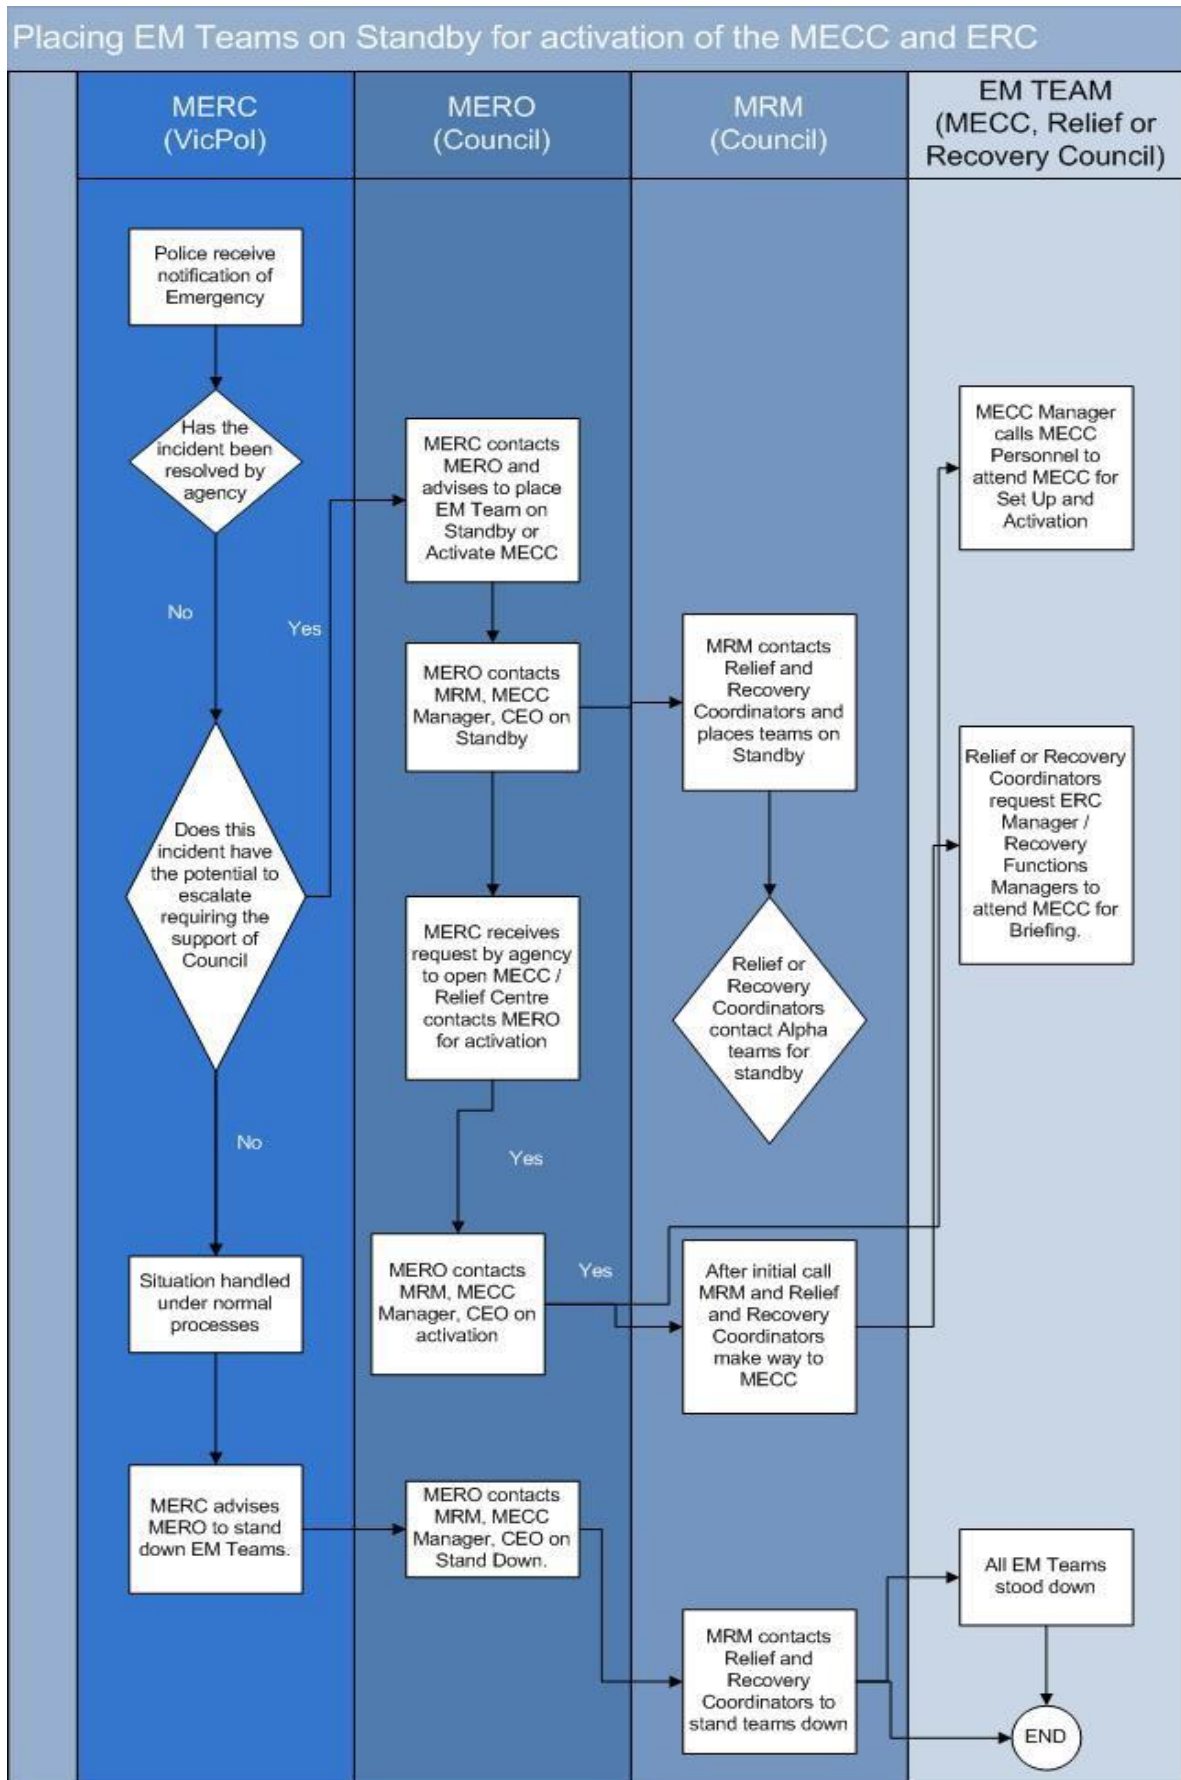 Placing EM Teams on Standby for activation of the MECC and ERC
MERC
(VicPol)
MERO
(Council)
MRM
(Council)
EM TEAM
(MECC, Relief or
Recovery Council)
Police receive
notification of
Emergency
Has the
incident been
resolved by
agency
No
Yes
Does this
incident have
the potential to
escalate
requiring the
support of
Council
No
Situation handled
under normal
processes
MERC advises
MERO to stand
down EM Teams.
MERC contacts
MERO and
advises to place
EM Team on
Standby or
Activate MECC
MERO contacts
MRM, MECC
Manager, CEO on
Standby
MERC receives
request by agency
to open MECC /
Relief Centre
contacts MERO
for activation
Yes
MERO contacts
MRM, MECC
Manager, CEO on
activation
Yes
MERO contacts
MRM, MECC
Manager, CEO on
Stand Down.
MRM contacts
Relief and
Recovery
Coordinators and
places teams on
Standby
Relief or
Recovery
Coordinators
contact Alpha
teams for
standby
After initial call
MRM and Relief
and Recovery
Coordinators
make way to
MECC
MRM contacts
Relief and
Recovery
Coordinators to
stand teams down
MECC Manager
calls MECC
Personnel to
attend MECC for
Set Up and
Activation
Relief or Recovery
Coordinators
request ERC
Manager /
Recovery
Functions
Managers to
attend MECC for
Briefing.
All EM Teams
stood down
END